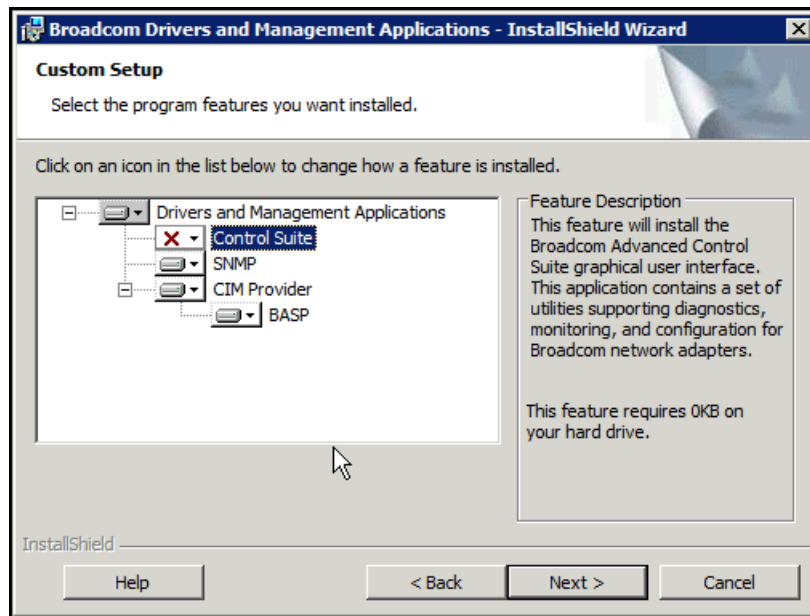 Broadcom Drivers and Management Applications - InstallShield Wizard
Custom Setup
Select the program features you want installed.
Click on an icon in the list below to change how a feature is installed.
Drivers and Management Applications
Control Suite
SNMP
CIM Provider
BASP
Feature Description
This feature will install the
Broadcom Advanced Control
Suite graphical user interface.
This application contains a set of
utilities supporting diagnostics,
monitoring, and configuration for
Broadcom network adapters.
This feature requires 0KB on
your hard drive.
InstallShield
Help
< Back
Next >
Cancel